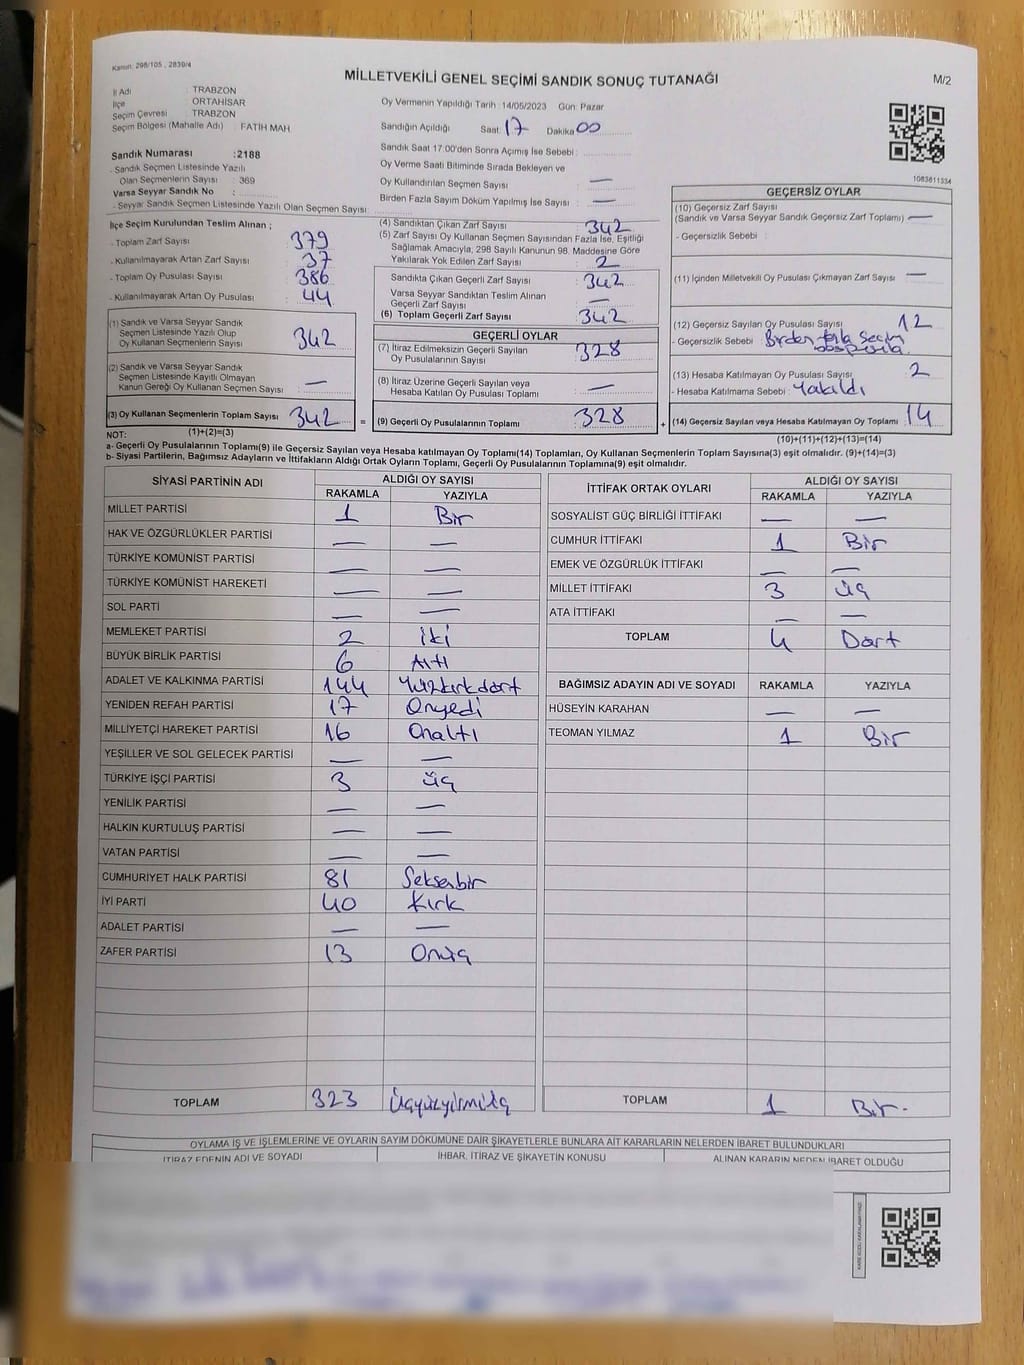 Kanun: 298/105 , 2839/4
MİLLETVEKİLİ GENEL SEÇİMİ SANDIK SONUÇ TUTANAĞI
M/2
İl Adı : TRABZON
İlçe : ORTAHİSAR
Seçim Çevresi : TRABZON
Seçim Bölgesi (Mahalle Adı) : FATİH MAH.
Oy Vermenin Yapıldığı Tarih :14/05/2023 Gün: Pazar
Sandığın Açıldığı Saat: 17 Dakika 00
Sandık Saat 17:00'den Sonra Açılmış İse Sebebi :
Oy Verme Saati Bitiminde Sırada Bekleyen ve
Oy Kullandırılan Seçmen Sayısı —
Birden Fazla Sayım Döküm Yapılmış İse Sayısı : —
Sandık Numarası :2188
- Sandık Seçmen Listesinde Yazılı
Olan Seçmenlerin Sayısı : 369
Varsa Seyyar Sandık No :
- Seyyar Sandık Seçmen Listesinde Yazılı Olan Seçmen Sayısı:
İlçe Seçim Kurulundan Teslim Alınan ;
- Toplam Zarf Sayısı : 379
- Kullanılmayarak Artan Zarf Sayısı : 37
- Toplam Oy Pusulası Sayısı : 386
- Kullanılmayarak Artan Oy Pusulası : 44
(1) Sandık ve Varsa Seyyar Sandık
Seçmen Listesinde Yazılı Olup
Oy Kullanan Seçmenlerin Sayısı : 342
(2) Sandık ve Varsa Seyyar Sandık
Seçmen Listesinde Kayıtlı Olmayan
Kanun Gereği Oy Kullanan Seçmen Sayısı : —
(3) Oy Kullanan Seçmenlerin Toplam Sayısı 342
(4) Sandıktan Çıkan Zarf Sayısı : 342
(5) Zarf Sayısı Oy Kullanan Seçmen Sayısından Fazla İse, Eşitliği
Sağlamak Amacıyla, 298 Sayılı Kanunun 98. Maddesine Göre
Yakılarak Yok Edilen Zarf Sayısı : 2
Sandıkta Çıkan Geçerli Zarf Sayısı : 342
Varsa Seyyar Sandıktan Teslim Alınan
Geçerli Zarf Sayısı : —
(6) Toplam Geçerli Zarf Sayısı : 342
GEÇERLİ OYLAR
(7) İtiraz Edilmeksizin Geçerli Sayılan
Oy Pusulalarının Sayısı : 328
(8) İtiraz Üzerine Geçerli Sayılan veya
Hesaba Katılan Oy Pusulası Toplamı : —
= (9) Geçerli Oy Pusulalarının Toplamı 328
1083611334
GEÇERSİZ OYLAR
(10) Geçersiz Zarf Sayısı
(Sandık ve Varsa Seyyar Sandık Geçersiz Zarf Toplamı) —
- Geçersizlik Sebebi :
(11) İçinden Milletvekili Oy Pusulası Çıkmayan Zarf Sayısı : —
(12) Geçersiz Sayılan Oy Pusulası Sayısı : 12
- Geçersizlik Sebebi : Birden fazla Seçim
(13) Hesaba Katılmayan Oy Pusulası Sayısı : 2
- Hesaba Katılmama Sebebi : Yakıldı
+ (14) Geçersiz Sayılan veya Hesaba Katılmayan Oy Toplamı : 14
NOT: (1)+(2)=(3)
(10)+(11)+(12)+(13)=(14)
a- Geçerli Oy Pusulalarının Toplamı(9) ile Geçersiz Sayılan veya Hesaba katılmayan Oy Toplamı(14) Toplamları, Oy Kullanan Seçmenlerin Toplam Sayısına(3) eşit olmalıdır. (9)+(14)=(3)
b- Siyasi Partilerin, Bağımsız Adayların ve İttifakların Aldığı Ortak Oyların Toplamı, Geçerli Oy Pusulalarının Toplamına(9) eşit olmalıdır.
SİYASİ PARTİNİN ADI ALDIĞI OY SAYISI
RAKAMLA YAZIYLA
MİLLET PARTİSİ 1 Bir
HAK VE ÖZGÜRLÜKLER PARTİSİ — —
TÜRKİYE KOMÜNİST PARTİSİ — —
TÜRKİYE KOMÜNİST HAREKETİ — —
SOL PARTİ — —
MEMLEKET PARTİSİ 2 iki
BÜYÜK BİRLİK PARTİSİ 6 Altı
ADALET VE KALKINMA PARTİSİ 144 Yüzkırkdört
YENİDEN REFAH PARTİSİ 17 Onyedi
MİLLİYETÇİ HAREKET PARTİSİ 16 Onaltı
YEŞİLLER VE SOL GELECEK PARTİSİ — —
TÜRKİYE İŞÇİ PARTİSİ 3 üç
YENİLİK PARTİSİ — —
HALKIN KURTULUŞ PARTİSİ — —
VATAN PARTİSİ — —
CUMHURİYET HALK PARTİSİ 81 Seksenbir
İYİ PARTİ 40 Kırk
ADALET PARTİSİ — —
ZAFER PARTİSİ 13 Onüç
TOPLAM 323 Üçyüzyirmiüç
İTTİFAK ORTAK OYLARI ALDIĞI OY SAYISI
RAKAMLA YAZIYLA
SOSYALİST GÜÇ BİRLİĞİ İTTİFAKI — —
CUMHUR İTTİFAKI 1 Bir
EMEK VE ÖZGÜRLÜK İTTİFAKI — —
MİLLET İTTİFAKI 3 üç
ATA İTTİFAKI — —
TOPLAM 4 Dört
BAĞIMSIZ ADAYIN ADI VE SOYADI RAKAMLA YAZIYLA
HÜSEYİN KARAHAN — —
TEOMAN YILMAZ 1 Bir
TOPLAM 1 Bir.
OYLAMA İŞ VE İŞLEMLERİNE VE OYLARIN SAYIM DÖKÜMÜNE DAİR ŞİKAYETLERLE BUNLARA AİT KARARLARIN NELERDEN İBARET BULUNDUKLARI
İTİRAZ EDENİN ADI VE SOYADI İHBAR, İTİRAZ VE ŞİKAYETİN KONUSU ALINAN KARARIN NEDEN İBARET OLDUĞU